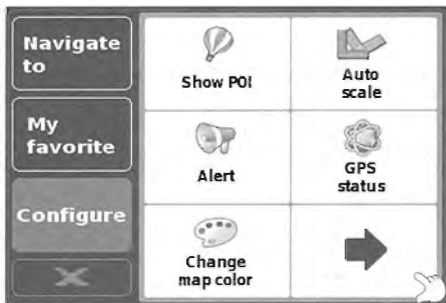 Navigate
to
My
favorite
Configure
Show POI
Auto
scale
Alert
GPS
status
Change
map color